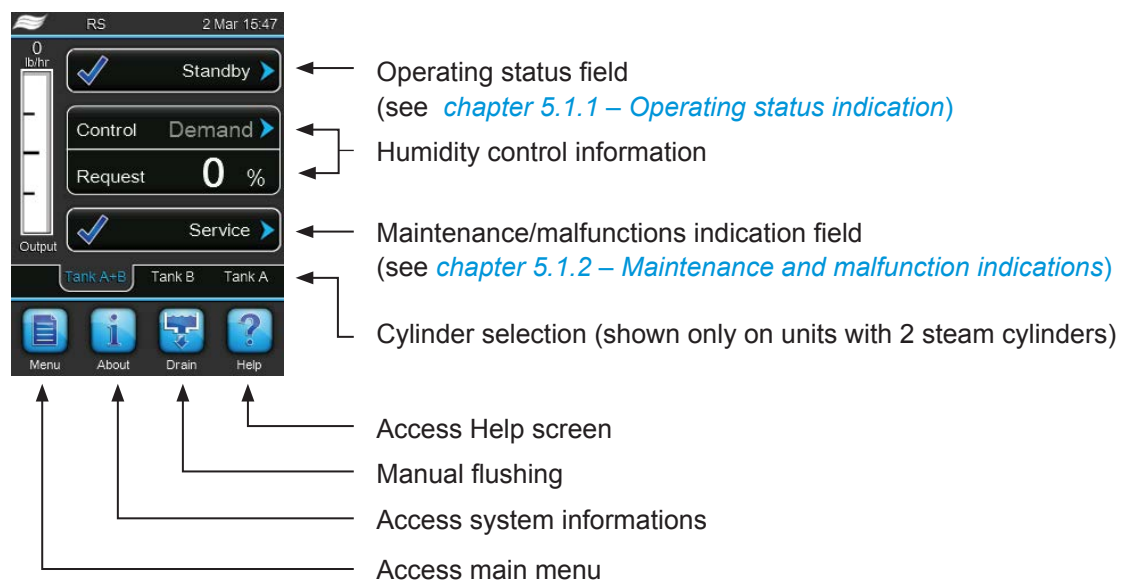 RS 2 Mar 15:47
0
lb/hr
Standby
Control Demand
Request 0 %
Service
Output
Tank A+B Tank B Tank A
Menu About Drain Help
Operating status field
(see chapter 5.1.1 – Operating status indication)
Humidity control information
Maintenance/malfunctions indication field
(see chapter 5.1.2 – Maintenance and malfunction indications)
Cylinder selection (shown only on units with 2 steam cylinders)
Access Help screen
Manual flushing
Access system informations
Access main menu